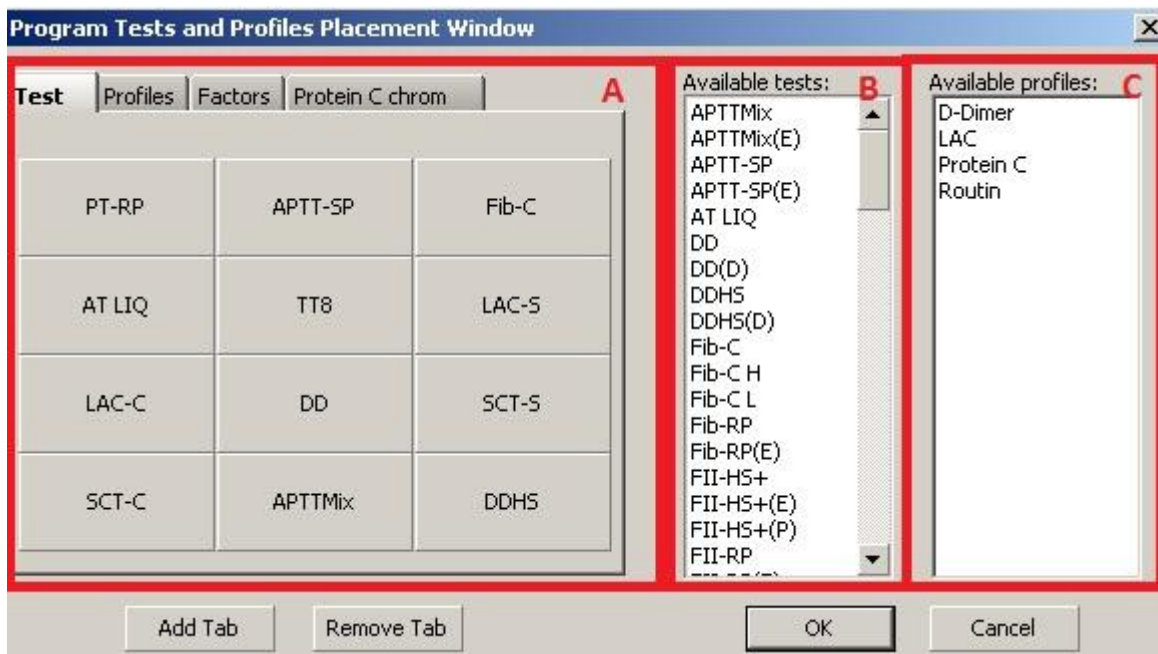 Program Tests and Profiles Placement Window
Test Profiles Factors Protein C chrom A
PT-RP APTT-SP Fib-C
AT LIQ TT8 LAC-S
LAC-C DD SCT-S
SCT-C APTTMix DDHS
Available tests: B
APTTMix
APTTMix(E)
APTT-SP
APTT-SP(E)
AT LIQ
DD
DD(D)
DDHS
DDHS(D)
Fib-C
Fib-C H
Fib-C L
Fib-RP
Fib-RP(E)
FII-HS+
FII-HS+(E)
FII-HS+(P)
FII-RP
Available profiles: C
D-Dimer
LAC
Protein C
Routin
Add Tab Remove Tab OK Cancel